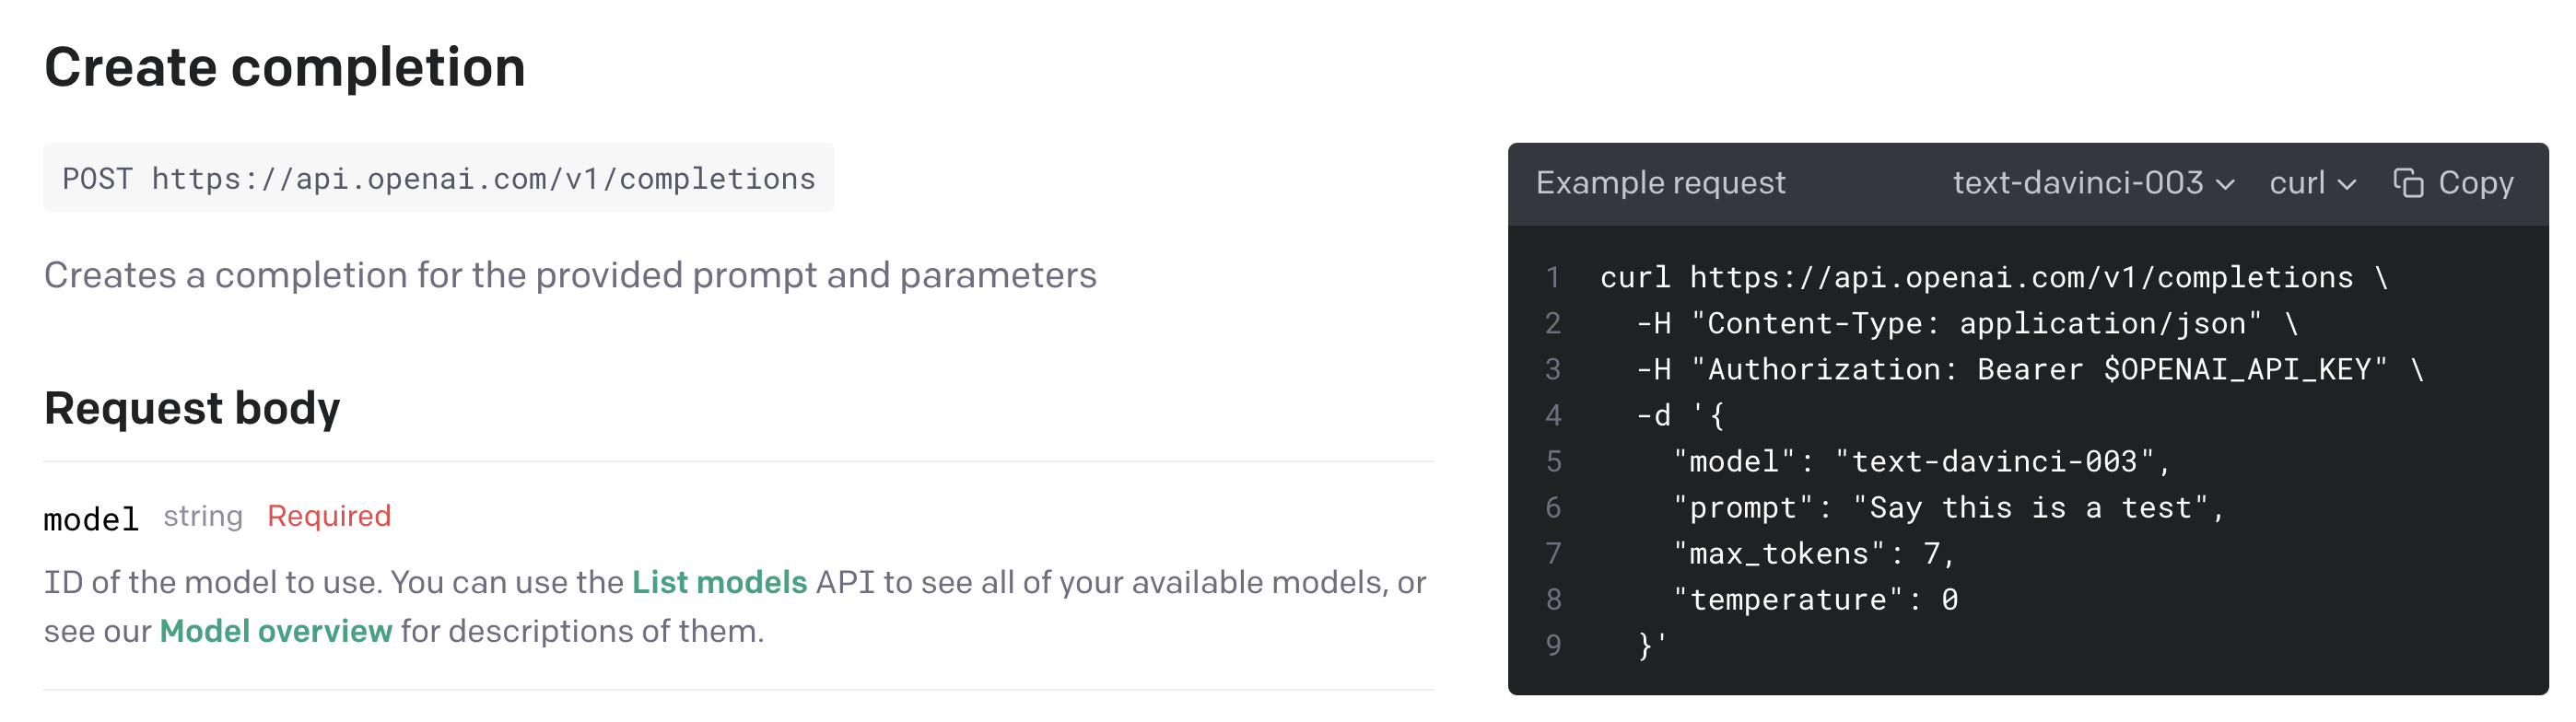 Create completion
POST https://api.openai.com/v1/completions
Creates a completion for the provided prompt and parameters
Request body
model string Required
ID of the model to use. You can use the List models API to see all of your available models, or
see our Model overview for descriptions of them.
Example request text-davinci-003 curl Copy
1 curl https://api.openai.com/v1/completions \
2   -H "Content-Type: application/json" \
3   -H "Authorization: Bearer $OPENAI_API_KEY" \
4   -d '{
5     "model": "text-davinci-003",
6     "prompt": "Say this is a test",
7     "max_tokens": 7,
8     "temperature": 0
9   }'